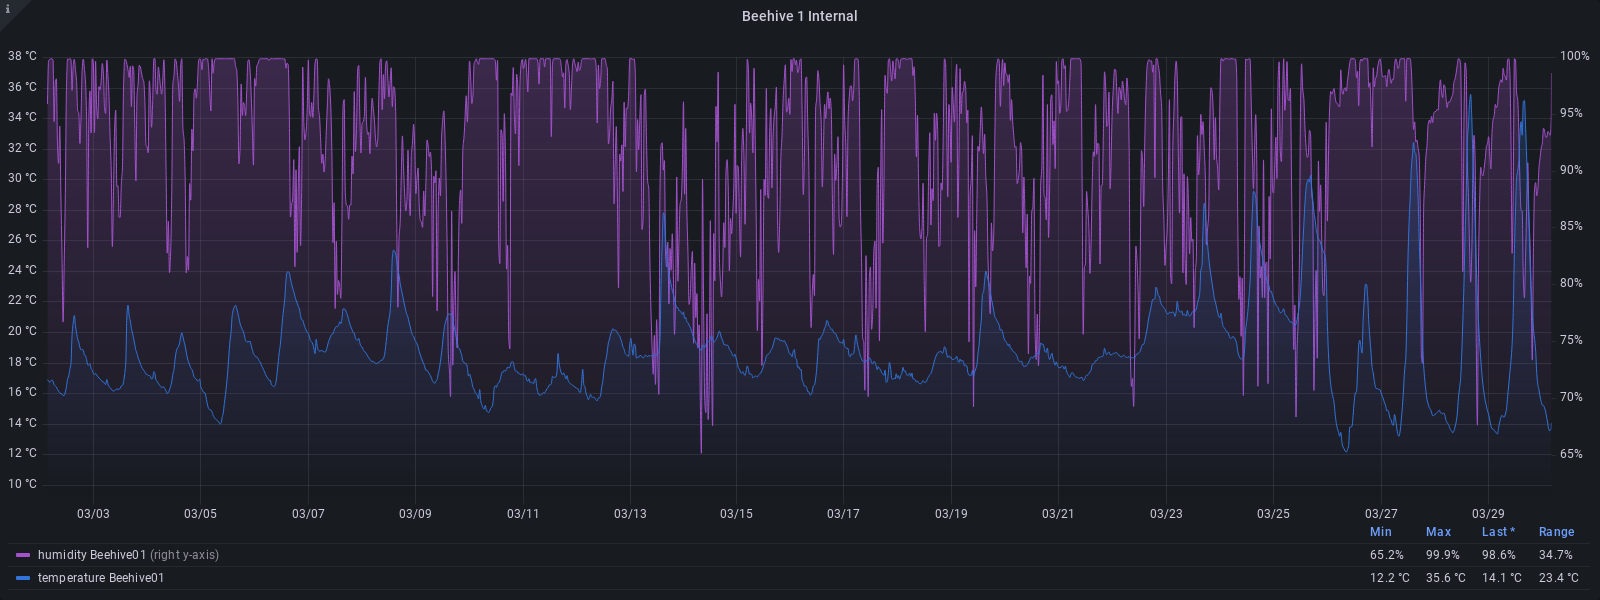 i
Beehive 1 Internal
38 °C
36 °C
34 °C
32 °C
30 °C
28 °C
26 °C
24 °C
22 °C
20 °C
18 °C
16 °C
14 °C
12 °C
10 °C
100%
95%
90%
85%
80%
75%
70%
65%
03/03 03/05 03/07 03/09 03/11 03/13 03/15 03/17 03/19 03/21 03/23 03/25 03/27 03/29
Min Max Last * Range
humidity Beehive01 (right y-axis) 65.2% 99.9% 98.6% 34.7%
temperature Beehive01 12.2 °C 35.6 °C 14.1 °C 23.4 °C